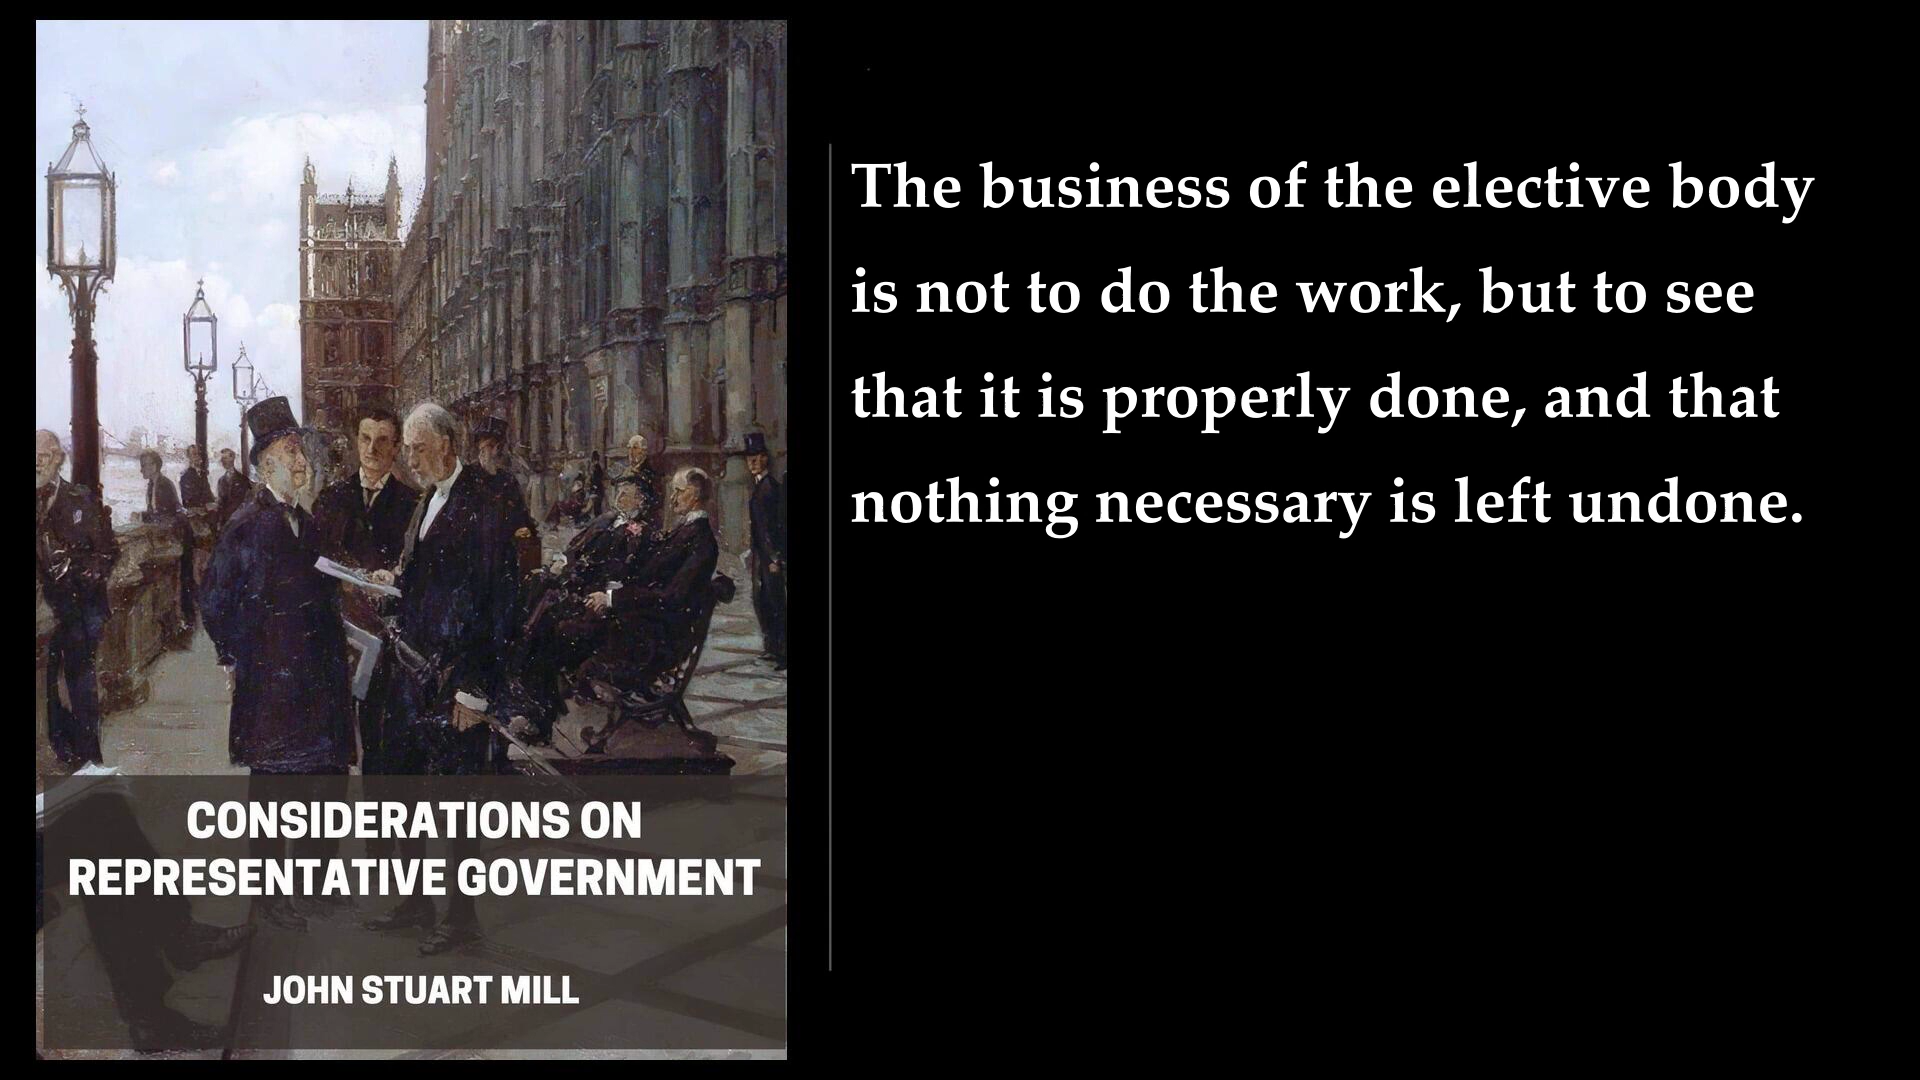 The business of the elective body
is not to do the work, but to see
that it is properly done, and that
nothing necessary is left undone.
CONSIDERATIONS ON
REPRESENTATIVE GOVERNMENT
JOHN STUART MILL